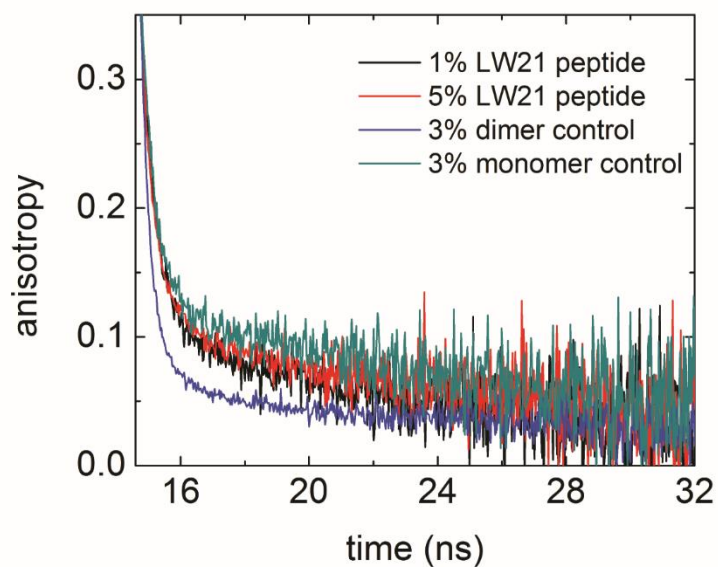 0.3
0.2
0.1
0.0
anisotropy
1% LW21 peptide
5% LW21 peptide
3% dimer control
3% monomer control
16 20 24 28 32
time (ns)